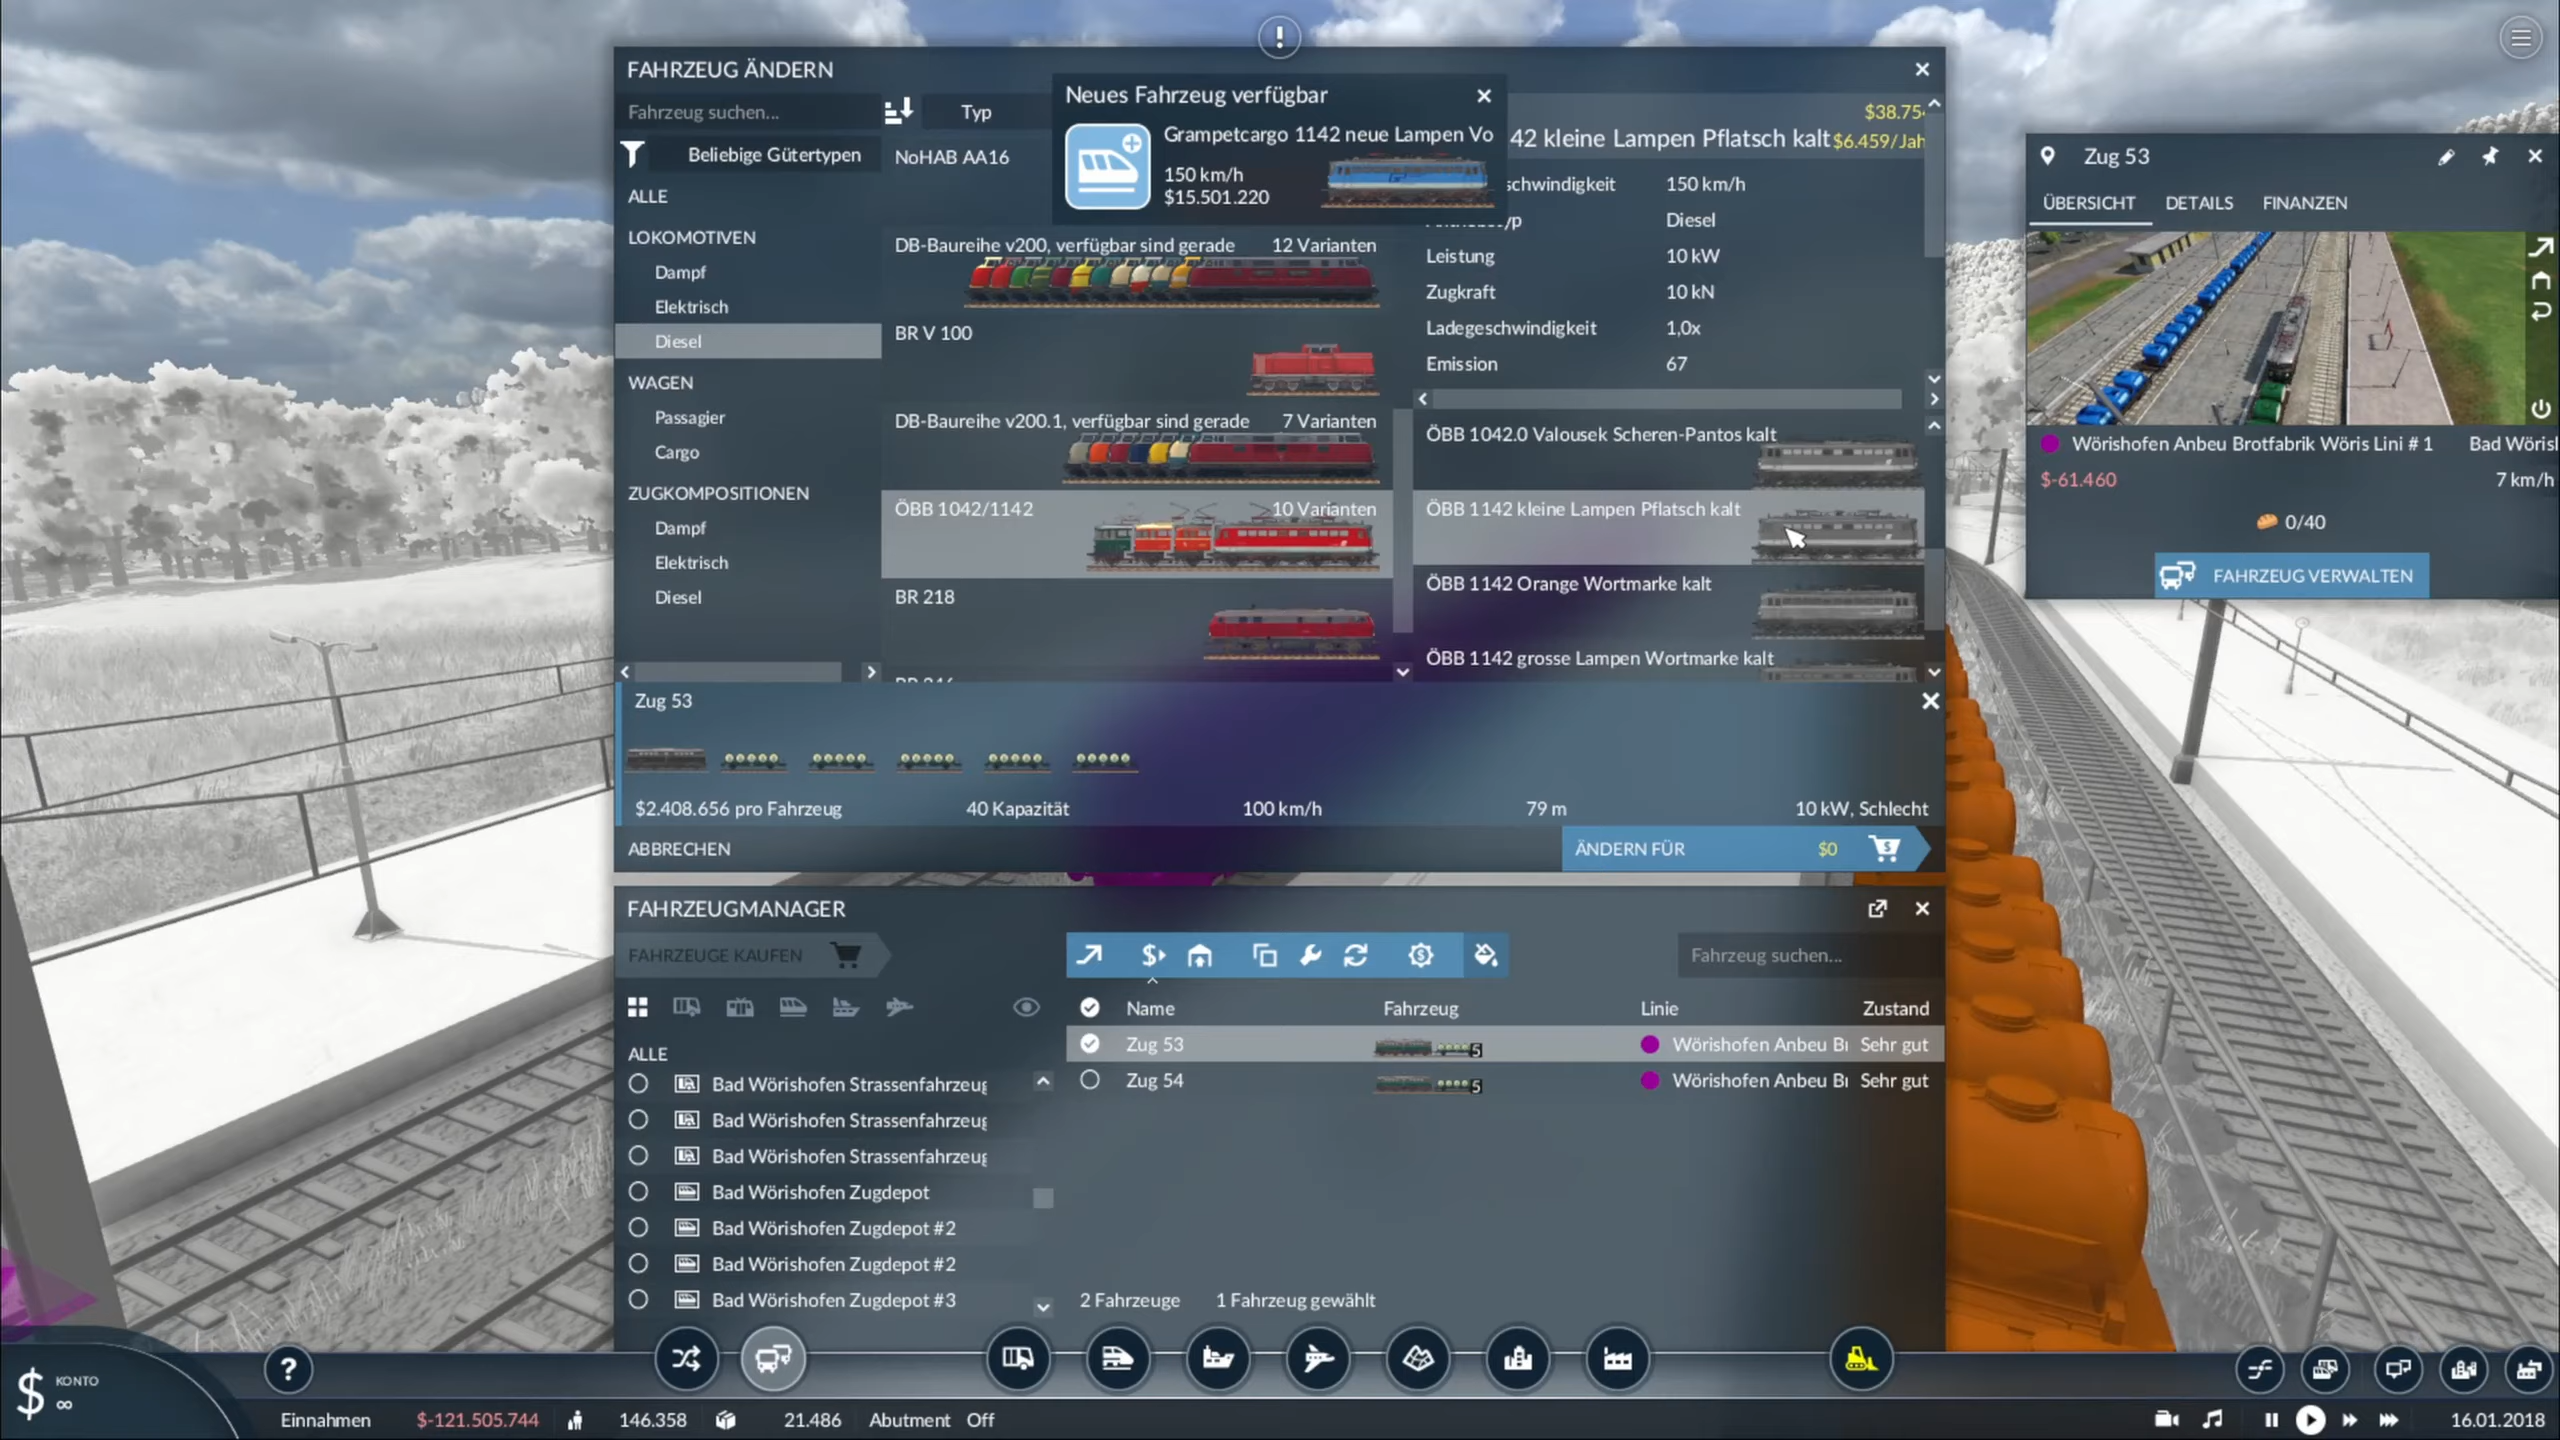 FAHRZEUG ÄNDERN
Fahrzeug suchen...
Typ
Beliebige Gütertypen
ALLE
LOKOMOTIVEN
Dampf
Elektrisch
Diesel
WAGEN
Passagier
Cargo
ZUGKOMPOSITIONEN
Dampf
Elektrisch
Diesel
NoHAB AA16
DB-Baureihe v200, verfügbar sind gerade 12 Varianten
BR V 100
DB-Baureihe v200.1, verfügbar sind gerade 7 Varianten
ÖBB 1042/1142 10 Varianten
BR 218
Neues Fahrzeug verfügbar
Grampetcargo 1142 neue Lampen Vo
150 km/h
$15.501.220
$38.754
42 kleine Lampen Pflatsch kalt $6.459/Jah
schwindigkeit 150 km/h
Diesel
Leistung 10 kW
Zugkraft 10 kN
Ladegeschwindigkeit 1,0x
Emission 67
ÖBB 1042.0 Valousek Scheren-Pantos kalt
ÖBB 1142 kleine Lampen Pflatsch kalt
ÖBB 1142 Orange Wortmarke kalt
ÖBB 1142 grosse Lampen Wortmarke kalt
Zug 53
$2.408.656 pro Fahrzeug 40 Kapazität 100 km/h 79 m 10 kW, Schlecht
ABBRECHEN
ÄNDERN FÜR $0
Zug 53
ÜBERSICHT DETAILS FINANZEN
Wörishofen Anbeu Brotfabrik Wöris Lini # 1 Bad Wörisl
$-61.460 7 km/h
0/40
FAHRZEUG VERWALTEN
FAHRZEUGMANAGER
FAHRZEUGE KAUFEN
Fahrzeug suchen...
ALLE
Bad Wörishofen Strassenfahrzeug
Bad Wörishofen Strassenfahrzeug
Bad Wörishofen Strassenfahrzeug
Bad Wörishofen Zugdepot
Bad Wörishofen Zugdepot #2
Bad Wörishofen Zugdepot #2
Bad Wörishofen Zugdepot #3
Name Fahrzeug Linie Zustand
Zug 53 5 Wörishofen Anbeu Br Sehr gut
Zug 54 5 Wörishofen Anbeu Br Sehr gut
2 Fahrzeuge 1 Fahrzeug gewählt
$ KONTO
∞
?
Einnahmen $-121.505.744 146.358 21.486 Abutment Off
16.01.2018